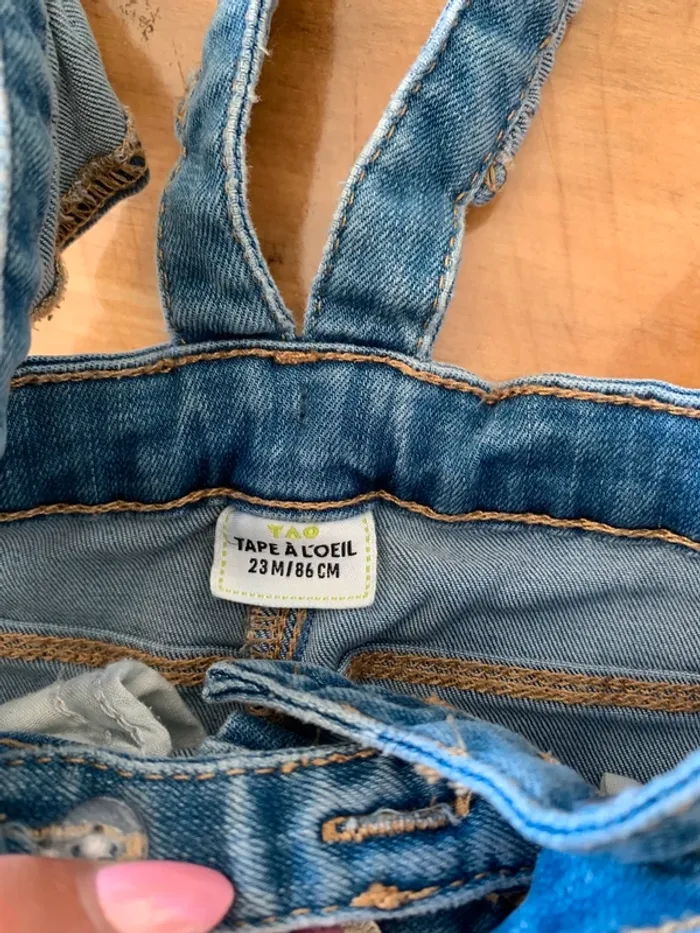 TAO
TAPE À L'OEIL
23 M/86 CM